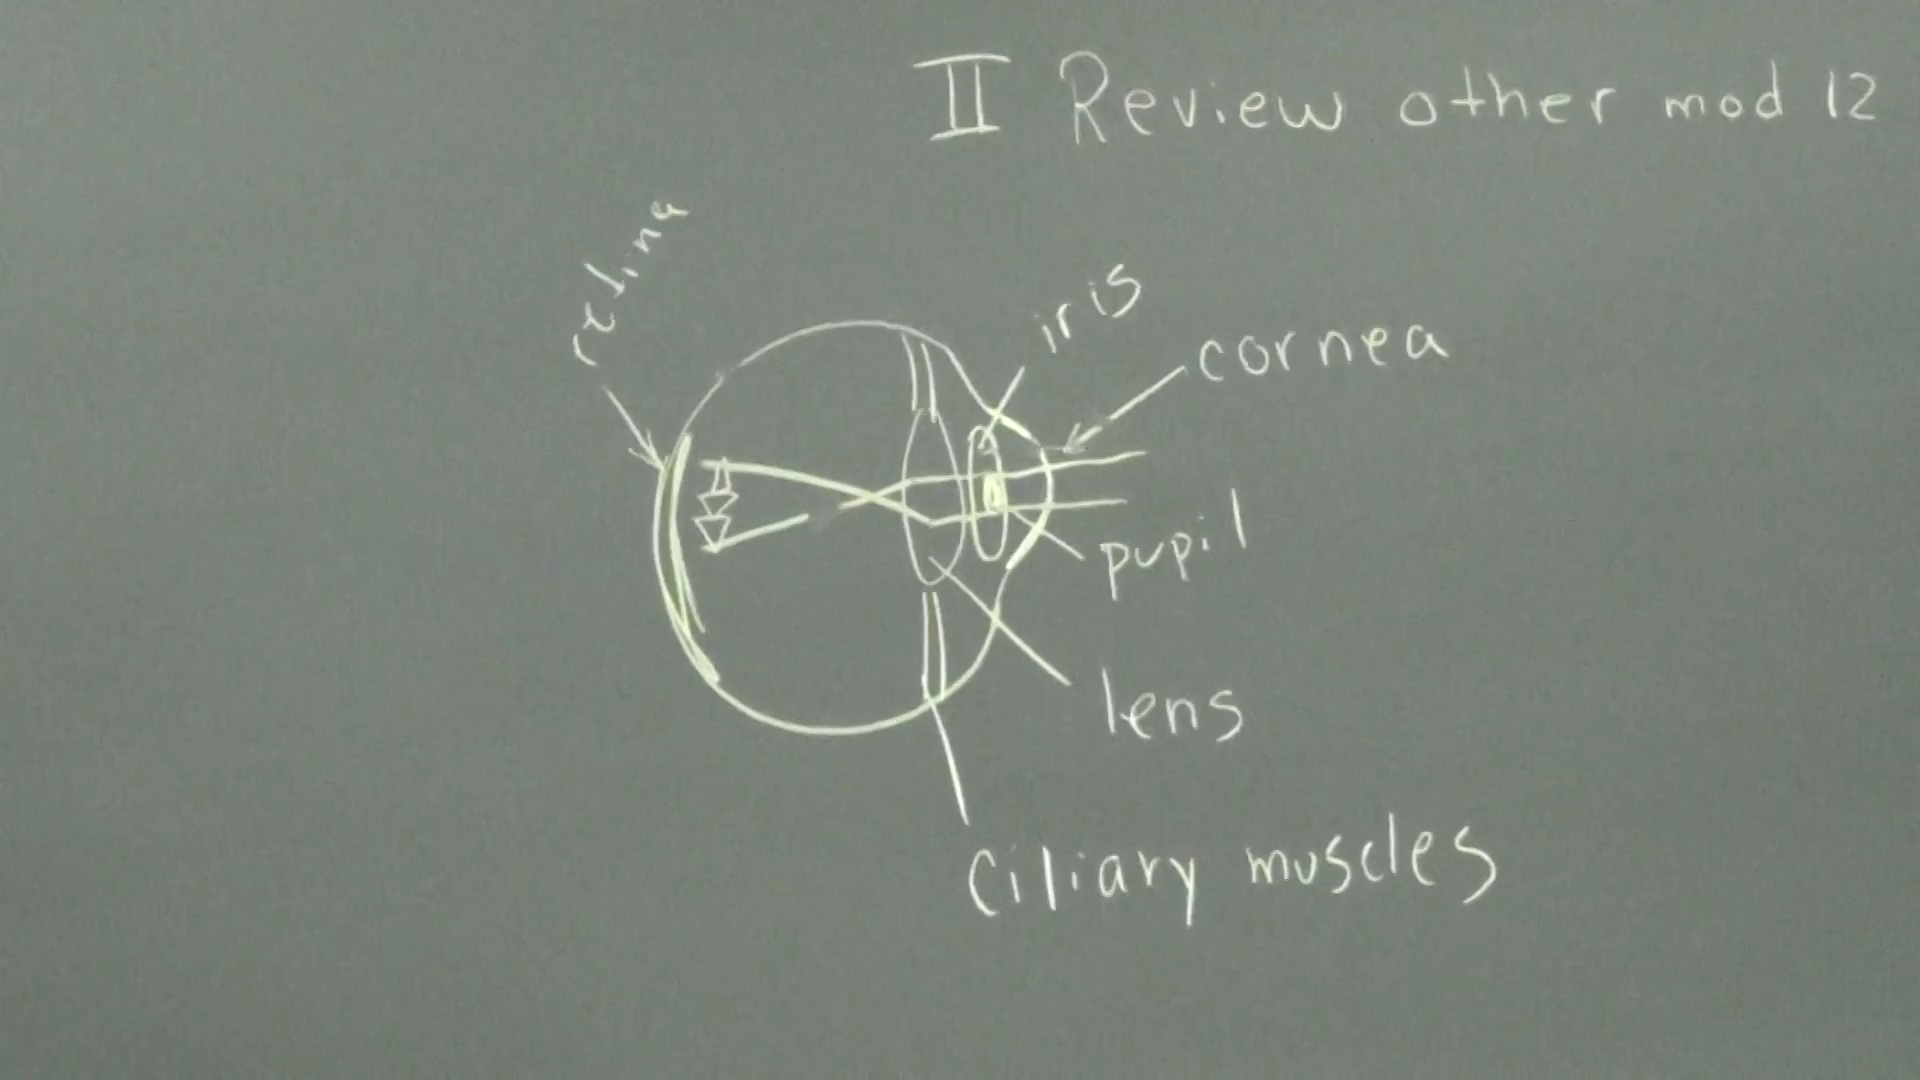 II Review other mod 12
retina
iris
cornea
pupil
lens
Ciliary muscles